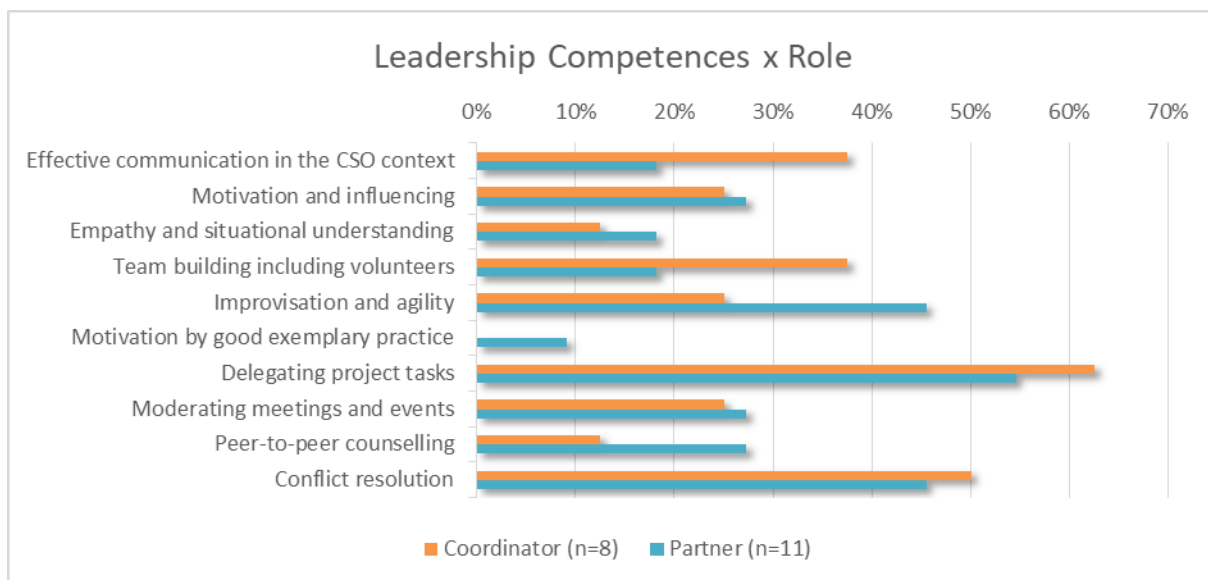 Leadership Competences x Role
0% 10% 20% 30% 40% 50% 60% 70%
Effective communication in the CSO context
Motivation and influencing
Empathy and situational understanding
Team building including volunteers
Improvisation and agility
Motivation by good exemplary practice
Delegating project tasks
Moderating meetings and events
Peer-to-peer counselling
Conflict resolution
Coordinator (n=8) Partner (n=11)